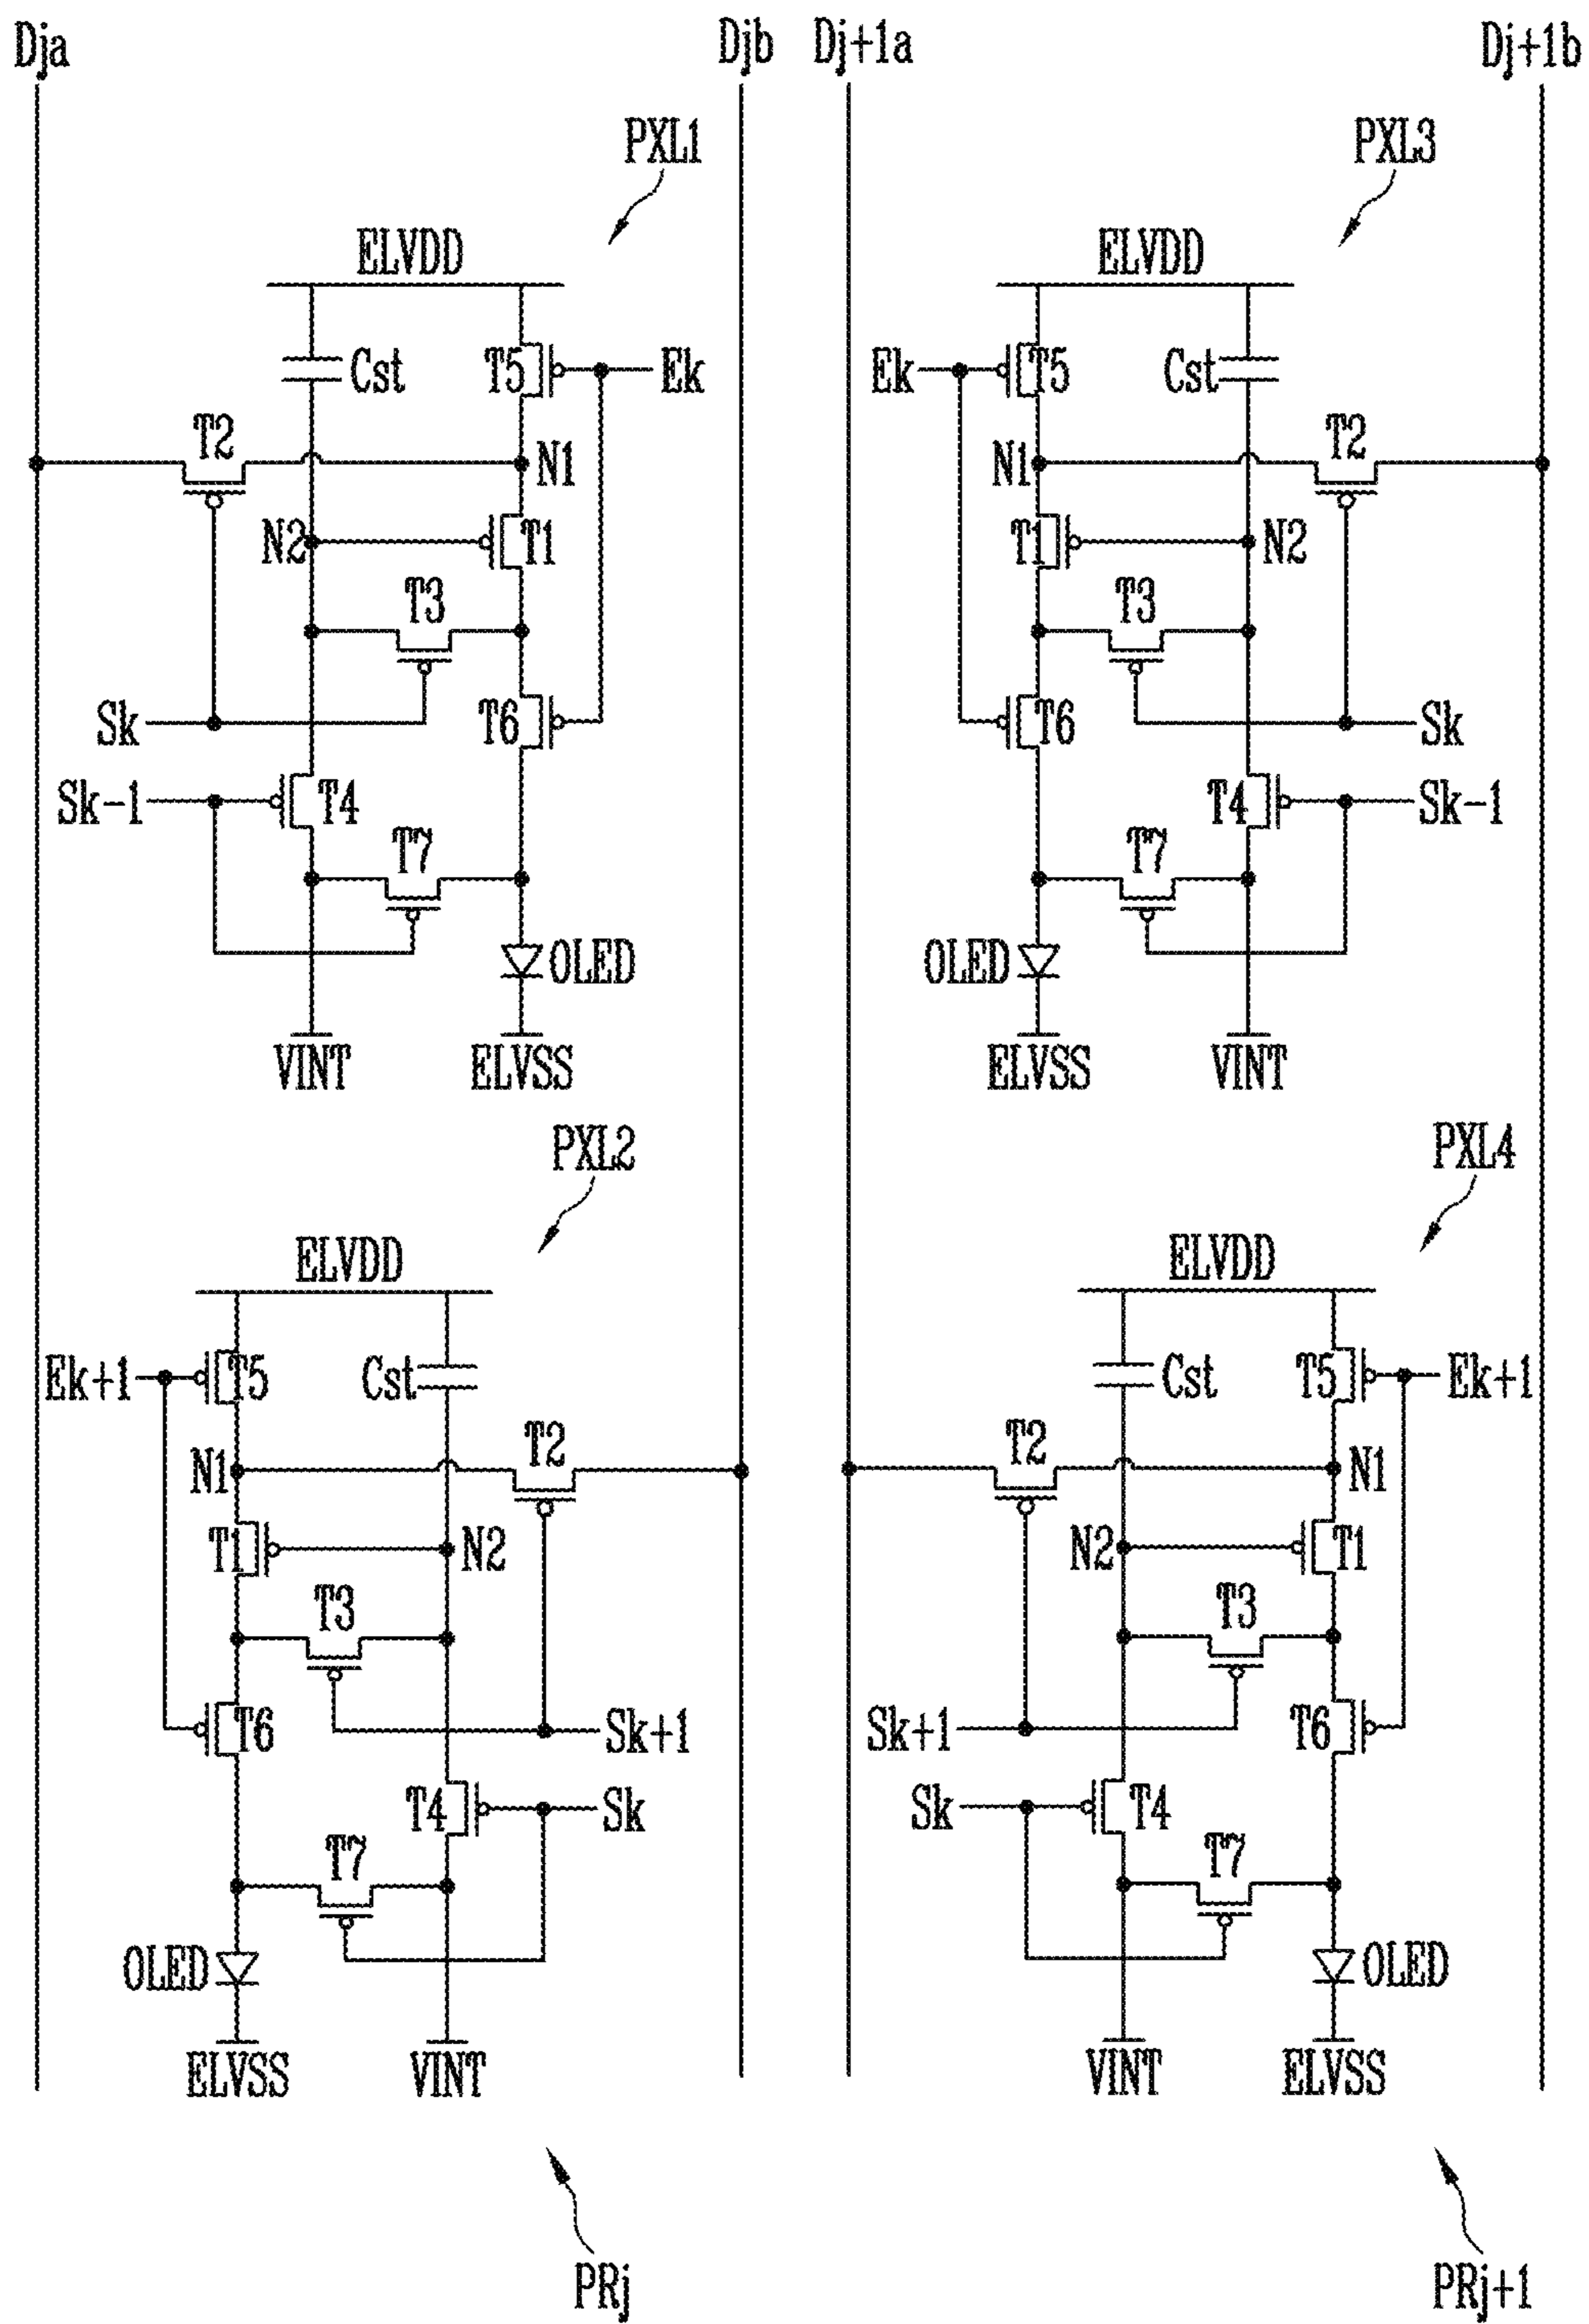 Dja
Djb
Dj+1a
Dj+1b
PXL1
ELVDD
Cst
T5
Ek
T2
N1
N2
T1
T3
Sk
T6
Sk-1
T4
T7
OLED
VINT
ELVSS
PXL3
ELVDD
Ek
T5
Cst
T2
N1
T1
N2
T3
T6
Sk
T4
Sk-1
T7
OLED
ELVSS
VINT
PXL2
ELVDD
Ek+1
T5
Cst
T2
N1
T1
N2
T3
T6
Sk+1
T4
Sk
T7
OLED
ELVSS
VINT
PXL4
ELVDD
Cst
T5
Ek+1
T2
N1
N2
T1
T3
Sk+1
T6
Sk
T4
T7
OLED
VINT
ELVSS
PRj
PRj+1